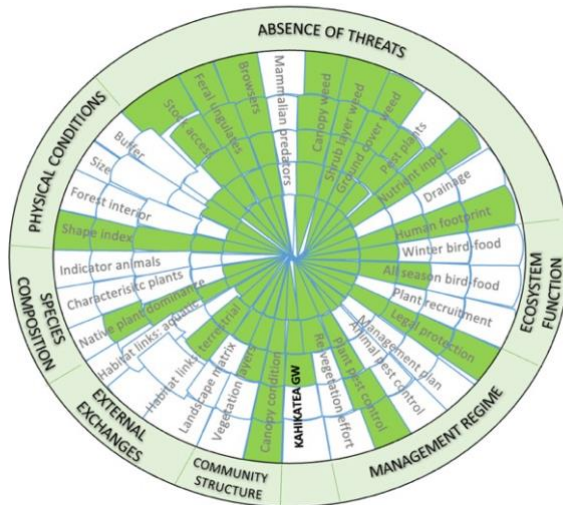 ABSENCE OF THREATS
PHYSICAL CONDITIONS
SPECIES
COMPOSITION
EXTERNAL
EXCHANGES
COMMUNITY
STRUCTURE
MANAGEMENT REGIME
ECOSYSTEM
FUNCTION
Mammalian predators
Canopy weed
Shrub layer weed
Ground cover weed
Pest plants
Nutrient input
Drainage
Human footprint
Winter bird-food
All season bird-food
Plant recruitment
Legal protection
Management plan
Animal pest control
Plant pest control
Re vegetation effort
KAHIKATEA GW
Canopy condition
Vegetation layers
Landscape matrix
Habitat links: terrestrial
Habitat links: aquatic
Native plant dominance
Characterisitc plants
Indicator animals
Shape index
Forest interior
Size
Buffer
Stock access
Feral ungulates
Browsers